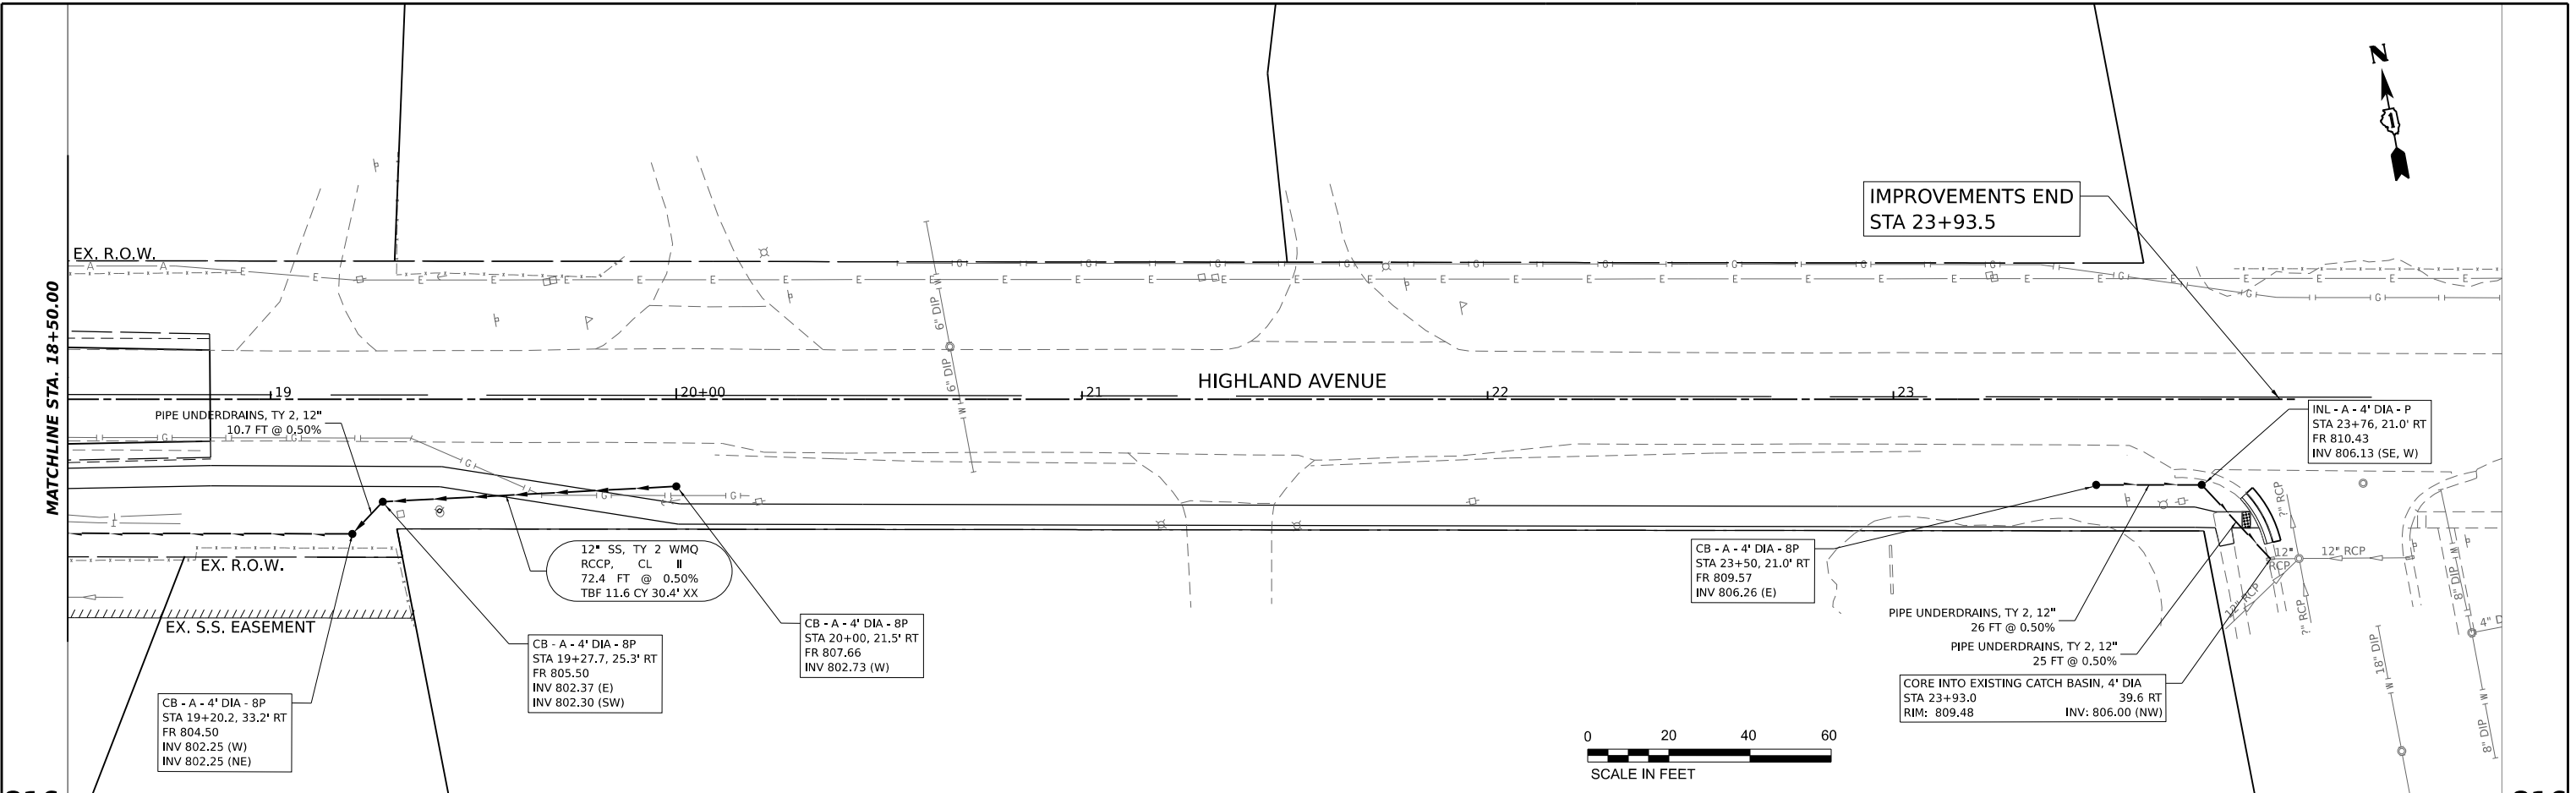 N
1
IMPROVEMENTS END
STA 23+93.5
EX. R.O.W.
A A E E E E E E E E E E E E E E E E E E E E E E E E E E E E
G G G G G G G G G G G G
MATCHLINE STA. 18+50.00
6" DIP
6" DIP
W
W
HIGHLAND AVENUE
19
20+00
21
22
23
PIPE UNDERDRAINS, TY 2, 12"
10.7 FT @ 0.50%
G G G G G
INL - A - 4' DIA - P
STA 23+76, 21.0' RT
FR 810.43
INV 806.13 (SE, W)
EX. R.O.W.
12" SS, TY 2 WMQ
RCCP, CL II
72.4 FT @ 0.50%
TBF 11.6 CY 30.4' XX
CB - A - 4' DIA - 8P
STA 23+50, 21.0' RT
FR 809.57
INV 806.26 (E)
?" RCP
12"
RCP
12" RCP
12" RCP
?" RCP
8" DIP
W
4" D
EX. S.S. EASEMENT
CB - A - 4' DIA - 8P
STA 20+00, 21.5' RT
FR 807.66
INV 802.73 (W)
PIPE UNDERDRAINS, TY 2, 12"
26 FT @ 0.50%
PIPE UNDERDRAINS, TY 2, 12"
25 FT @ 0.50%
CB - A - 4' DIA - 8P
STA 19+27.7, 25.3' RT
FR 805.50
INV 802.37 (E)
INV 802.30 (SW)
CORE INTO EXISTING CATCH BASIN, 4' DIA
STA 23+93.0 39.6 RT
RIM: 809.48 INV: 806.00 (NW)
18" DIP
W
W
8" DIP
CB - A - 4' DIA - 8P
STA 19+20.2, 33.2' RT
FR 804.50
INV 802.25 (W)
INV 802.25 (NE)
0 20 40 60
SCALE IN FEET